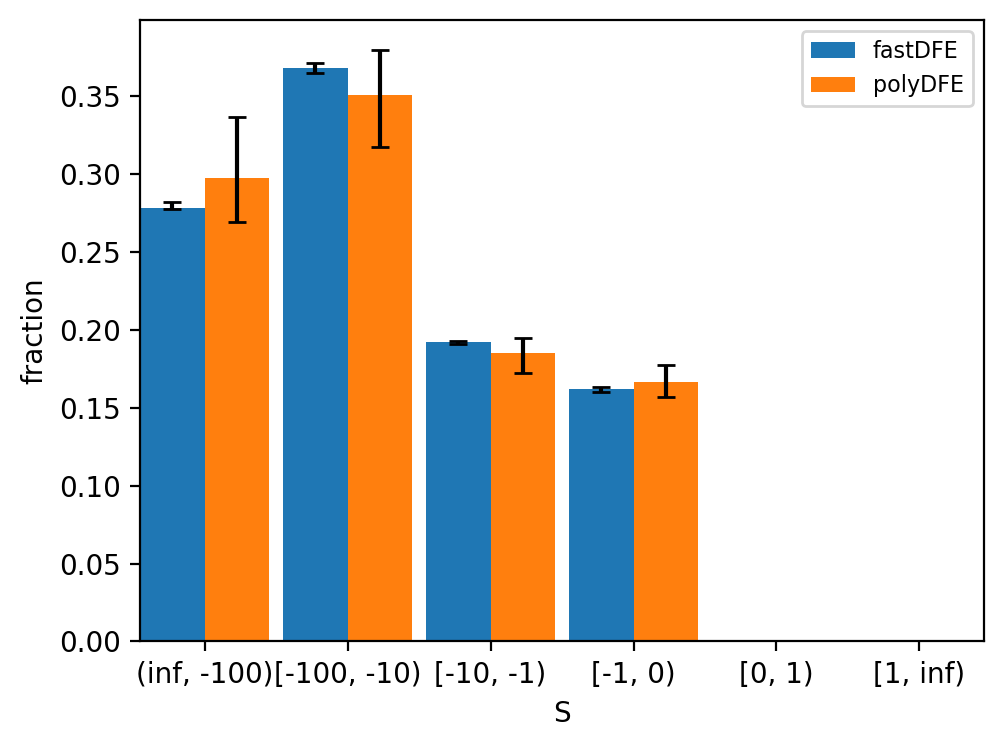 fastDFE
polyDFE
0.35
0.30
0.25
0.20
0.15
0.10
0.05
0.00
fraction
(inf, -100) [-100, -10) [-10, -1) [-1, 0) [0, 1) [1, inf)
S